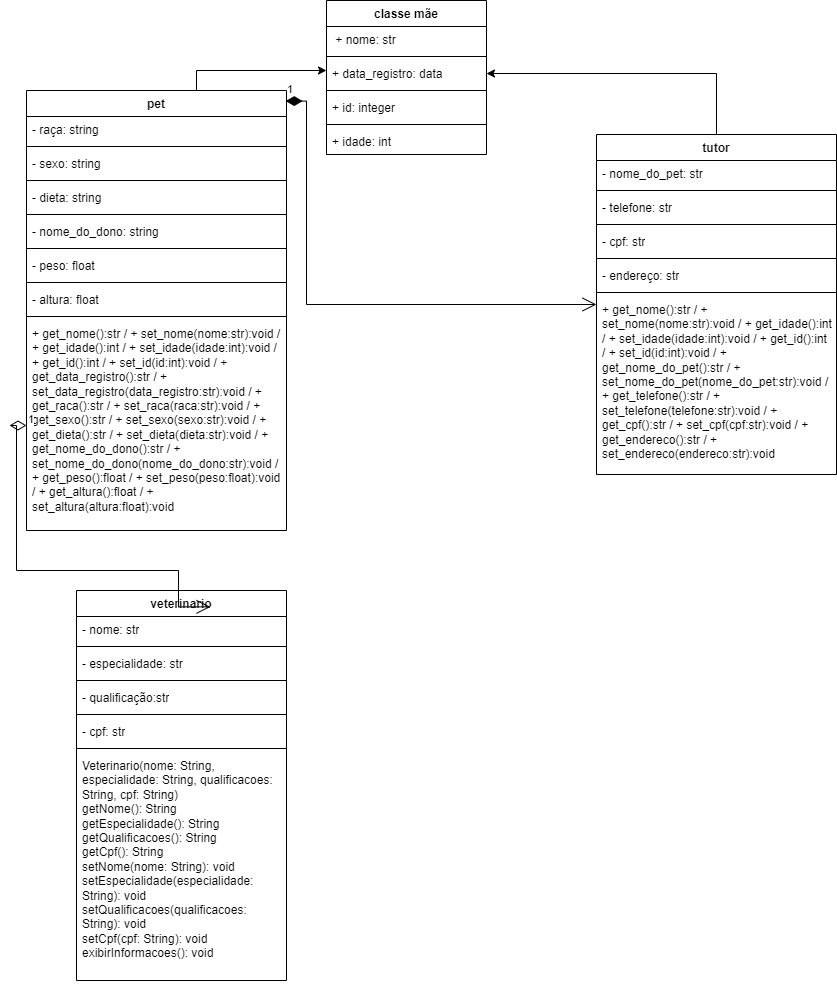 classe mãe
+ nome: str
+ data_registro: data
+ id: integer
+ idade: int
1
pet
- raça: string
- sexo: string
- dieta: string
- nome_do_dono: string
- peso: float
- altura: float
+ get_nome():str / + set_nome(nome:str):void /
+ get_idade():int / + set_idade(idade:int):void /
+ get_id():int / + set_id(id:int):void / +
get_data_registro():str / +
set_data_registro(data_registro:str):void / +
get_raca():str / + set_raca(raca:str):void / +
1
get_sexo():str / + set_sexo(sexo:str):void / +
get_dieta():str / + set_dieta(dieta:str):void / +
get_nome_do_dono():str / +
set_nome_do_dono(nome_do_dono:str):void /
+ get_peso():float / + set_peso(peso:float):void
/ + get_altura():float / +
set_altura(altura:float):void
tutor
- nome_do_pet: str
- telefone: str
- cpf: str
- endereço: str
+ get_nome():str / +
set_nome(nome:str):void / + get_idade():int
/ + set_idade(idade:int):void / + get_id():int
/ + set_id(id:int):void / +
get_nome_do_pet():str / +
set_nome_do_pet(nome_do_pet:str):void /
+ get_telefone():str / +
set_telefone(telefone:str):void / +
get_cpf():str / + set_cpf(cpf:str):void / +
get_endereco():str / +
set_endereco(endereco:str):void
veterinario
- nome: str
- especialidade: str
- qualificação:str
- cpf: str
Veterinario(nome: String,
especialidade: String, qualificacoes:
String, cpf: String)
getNome(): String
getEspecialidade(): String
getQualificacoes(): String
getCpf(): String
setNome(nome: String): void
setEspecialidade(especialidade:
String): void
setQualificacoes(qualificacoes:
String): void
setCpf(cpf: String): void
exibirInformacoes(): void